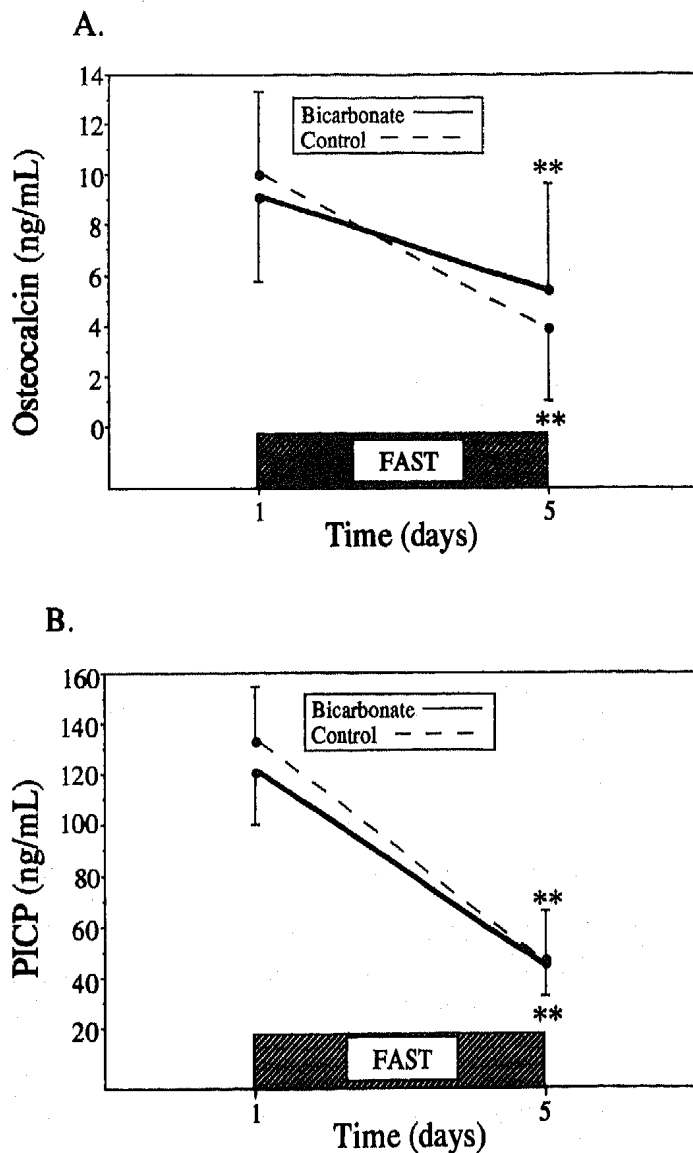 A.
Osteocalcin (ng/mL)
14
12
10
8
6
4
2
0
Bicarbonate
Control
**
**
FAST
1
5
Time (days)
B.
PICP (ng/mL)
160
140
120
100
80
60
40
20
Bicarbonate
Control
**
**
FAST
1
5
Time (days)